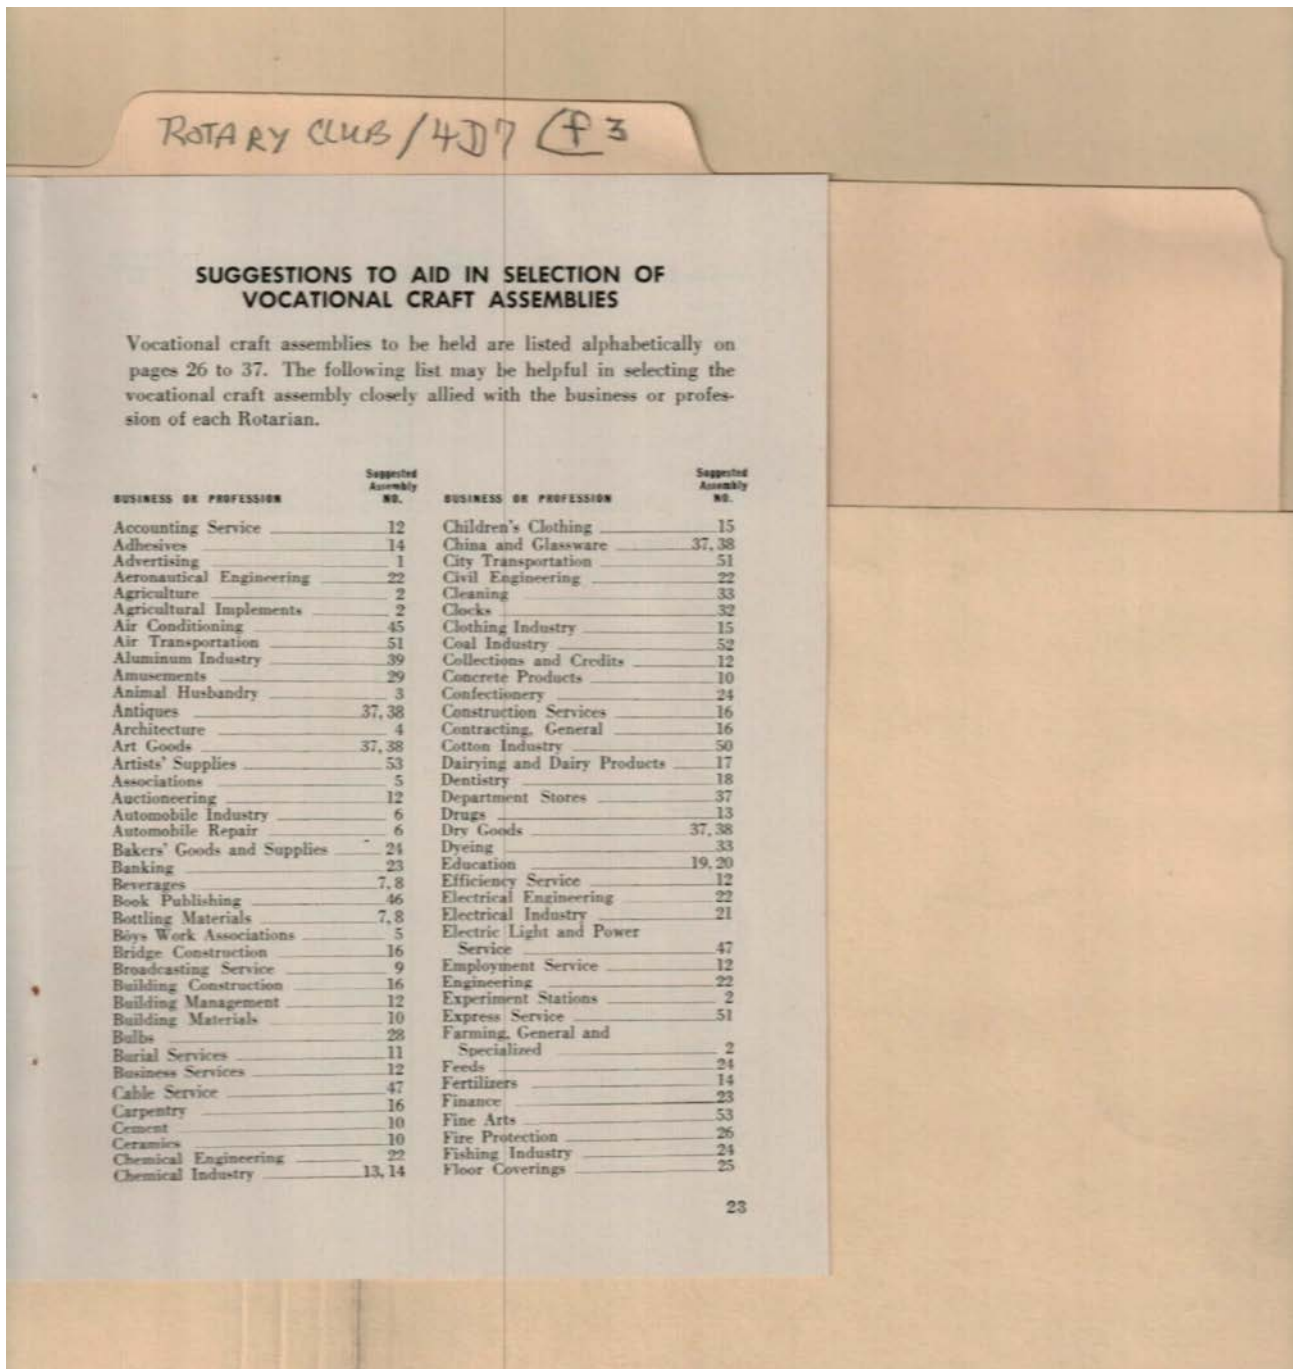 ROTARY CLUB/4D7 f3
SUGGESTIONS TO AID IN SELECTION OF
VOCATIONAL CRAFT ASSEMBLIES
Vocational craft assemblies to be held are listed alphabetically on
pages 26 to 37. The following list may be helpful in selecting the
vocational craft assembly closely allied with the business or profes-
sion of each Rotarian.
BUSINESS OR PROFESSION Suggested Assembly NO.
Accounting Service 12
Adhesives 14
Advertising 1
Aeronautical Engineering 22
Agriculture 2
Agricultural Implements 2
Air Conditioning 45
Air Transportation 51
Aluminum Industry 39
Amusements 29
Animal Husbandry 3
Antiques 37, 38
Architecture 4
Art Goods 37, 38
Artists' Supplies 53
Associations 5
Auctioneering 12
Automobile Industry 6
Automobile Repair 6
Bakers' Goods and Supplies 24
Banking 23
Beverages 7, 8
Book Publishing 46
Bottling Materials 7, 8
Boys Work Associations 5
Bridge Construction 16
Broadcasting Service 9
Building Construction 16
Building Management 12
Building Materials 10
Bulbs 28
Burial Services 11
Business Services 12
Cable Service 47
Carpentry 16
Cement 10
Ceramics 10
Chemical Engineering 22
Chemical Industry 13, 14
BUSINESS OR PROFESSION Suggested Assembly NO.
Children's Clothing 15
China and Glassware 37, 38
City Transportation 51
Civil Engineering 22
Cleaning 33
Clocks 32
Clothing Industry 15
Coal Industry 52
Collections and Credits 12
Concrete Products 10
Confectionery 24
Construction Services 16
Contracting, General 16
Cotton Industry 50
Dairying and Dairy Products 17
Dentistry 18
Department Stores 37
Drugs 13
Dry Goods 37, 38
Dyeing 33
Education 19, 20
Efficiency Service 12
Electrical Engineering 22
Electrical Industry 21
Electric Light and Power
Service 47
Employment Service 12
Engineering 22
Experiment Stations 2
Express Service 51
Farming, General and
Specialized 2
Feeds 24
Fertilizers 14
Finance 23
Fine Arts 53
Fire Protection 26
Fishing Industry 24
Floor Coverings 25
23